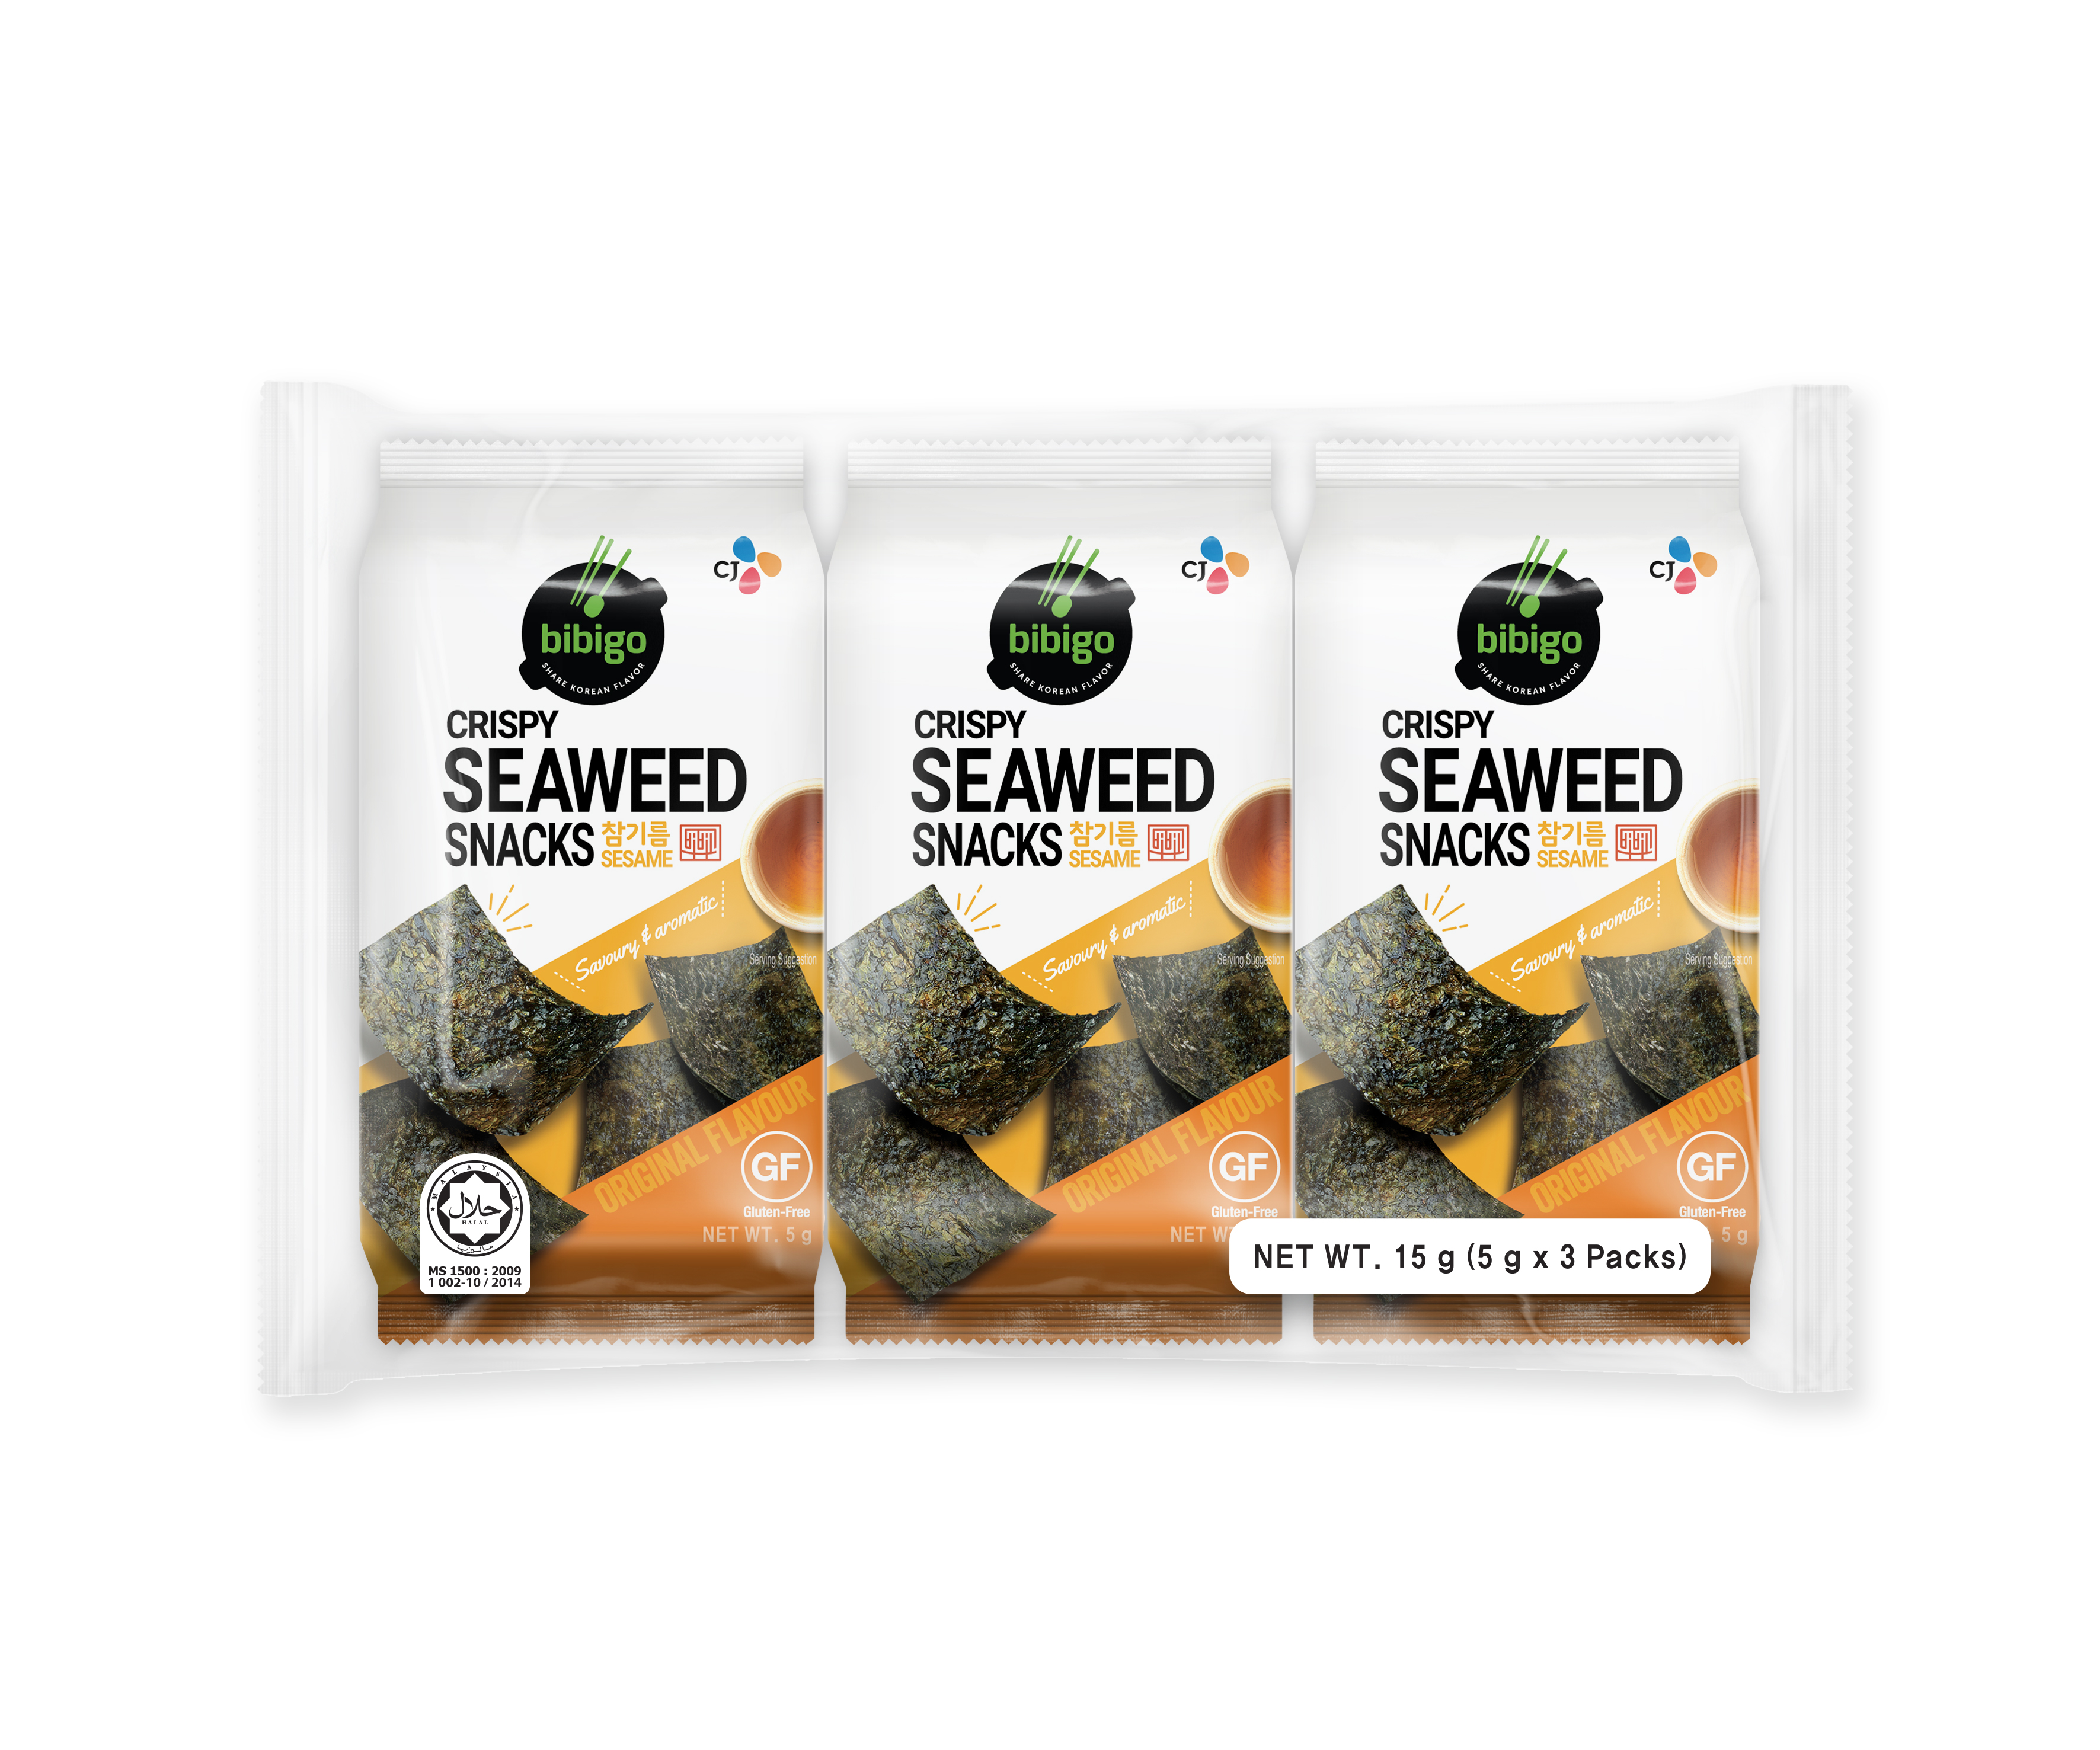 bibigo
SHARE KOREAN FLAVOR
CJ
CRISPY
SEAWEED
SNACKS 참기름
SESAME
Savoury & aromatic
Serving Suggestion
ORIGINAL FLAVOUR
GF
Gluten-Free
NET WT. 5 g
MALAYSIA
حلال
HALAL
ماليزيا
MS 1500 : 2009
1 002-10 / 2014
bibigo
SHARE KOREAN FLAVOR
CJ
CRISPY
SEAWEED
SNACKS 참기름
SESAME
Savoury & aromatic
Serving Suggestion
ORIGINAL FLAVOUR
GF
Gluten-Free
NET
bibigo
SHARE KOREAN FLAVOR
CJ
CRISPY
SEAWEED
SNACKS 참기름
SESAME
Savoury & aromatic
Serving Suggestion
ORIGINAL FLAVOUR
GF
Gluten-Free
5 g
NET WT. 15 g (5 g x 3 Packs)